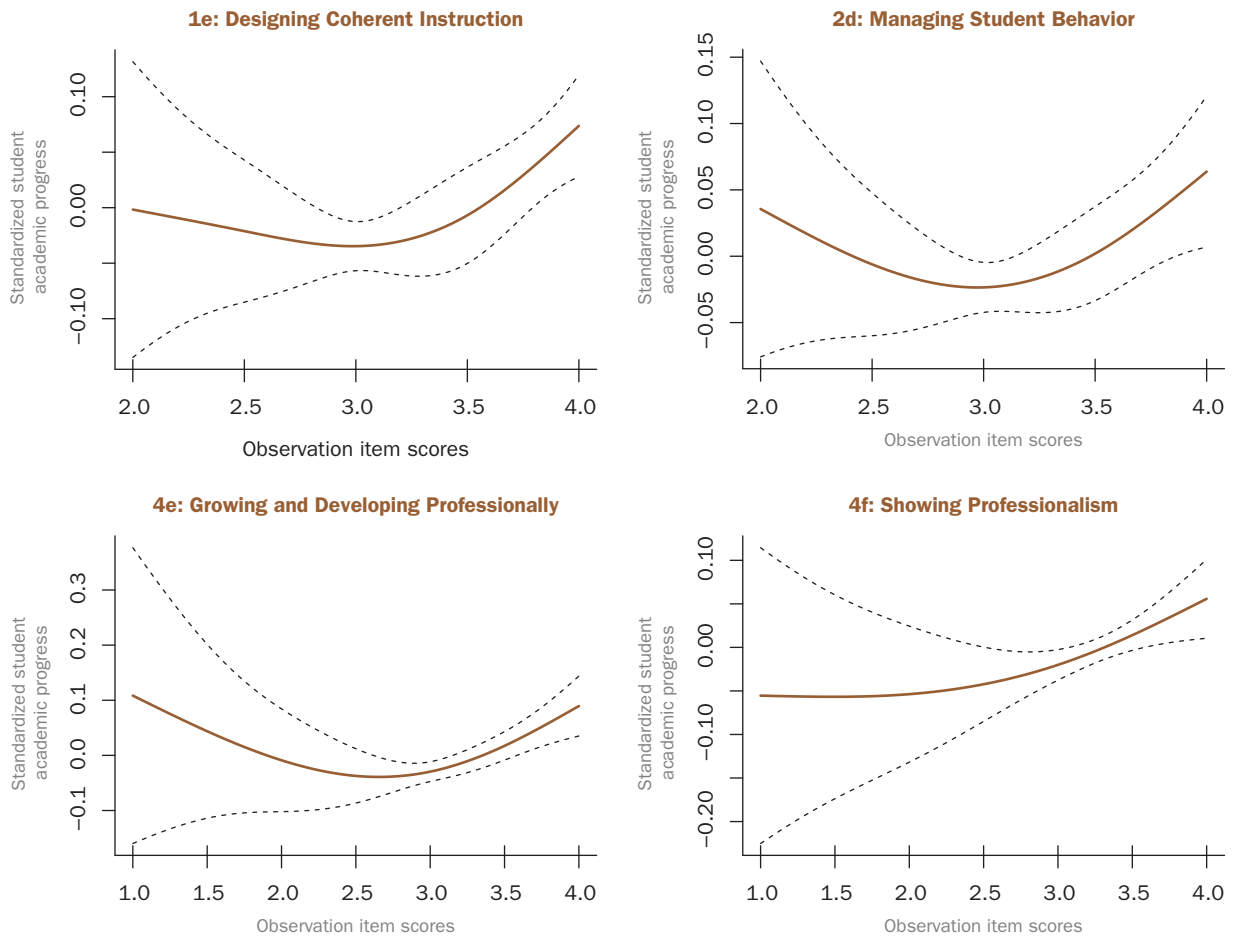 1e: Designing Coherent Instruction
Standardized student
academic progress
0.10
0.00
−0.10
2.0 2.5 3.0 3.5 4.0
Observation item scores
2d: Managing Student Behavior
Standardized student
academic progress
0.15
0.10
0.05
0.00
−0.05
2.0 2.5 3.0 3.5 4.0
Observation item scores
4e: Growing and Developing Professionally
Standardized student
academic progress
0.3
0.2
0.1
0.0
−0.1
1.0 1.5 2.0 2.5 3.0 3.5 4.0
Observation item scores
4f: Showing Professionalism
Standardized student
academic progress
0.10
0.00
−0.10
−0.20
1.0 1.5 2.0 2.5 3.0 3.5 4.0
Observation item scores